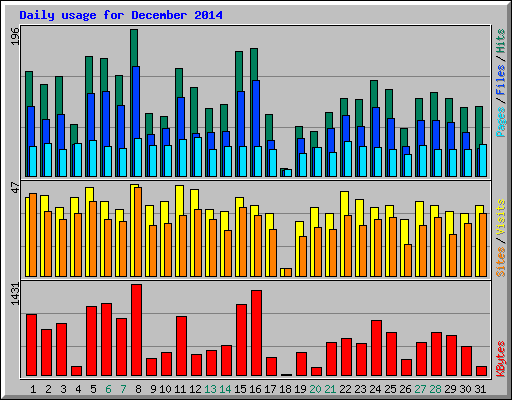 Daily usage for December 2014
196
Pages / Files / Hits
47
Sites / Visits
1431
KBytes
1 2 3 4 5 6 7 8 9 10 11 12 13 14 15 16 17 18 19 20 21 22 23 24 25 26 27 28 29 30 31